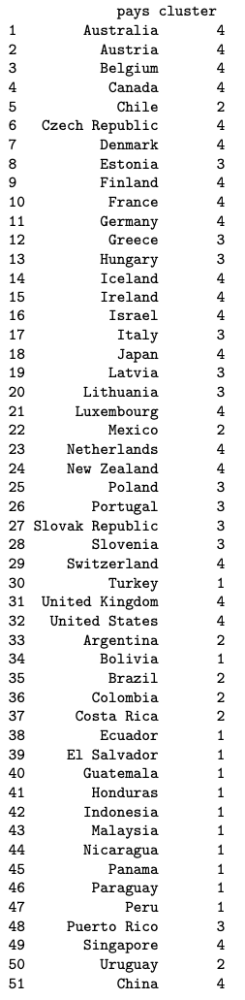 pays cluster
1 Australia 4
2 Austria 4
3 Belgium 4
4 Canada 4
5 Chile 2
6 Czech Republic 4
7 Denmark 4
8 Estonia 3
9 Finland 4
10 France 4
11 Germany 4
12 Greece 3
13 Hungary 3
14 Iceland 4
15 Ireland 4
16 Israel 4
17 Italy 3
18 Japan 4
19 Latvia 3
20 Lithuania 3
21 Luxembourg 4
22 Mexico 2
23 Netherlands 4
24 New Zealand 4
25 Poland 3
26 Portugal 3
27 Slovak Republic 3
28 Slovenia 3
29 Switzerland 4
30 Turkey 1
31 United Kingdom 4
32 United States 4
33 Argentina 2
34 Bolivia 1
35 Brazil 2
36 Colombia 2
37 Costa Rica 2
38 Ecuador 1
39 El Salvador 1
40 Guatemala 1
41 Honduras 1
42 Indonesia 1
43 Malaysia 1
44 Nicaragua 1
45 Panama 1
46 Paraguay 1
47 Peru 1
48 Puerto Rico 3
49 Singapore 4
50 Uruguay 2
51 China 4